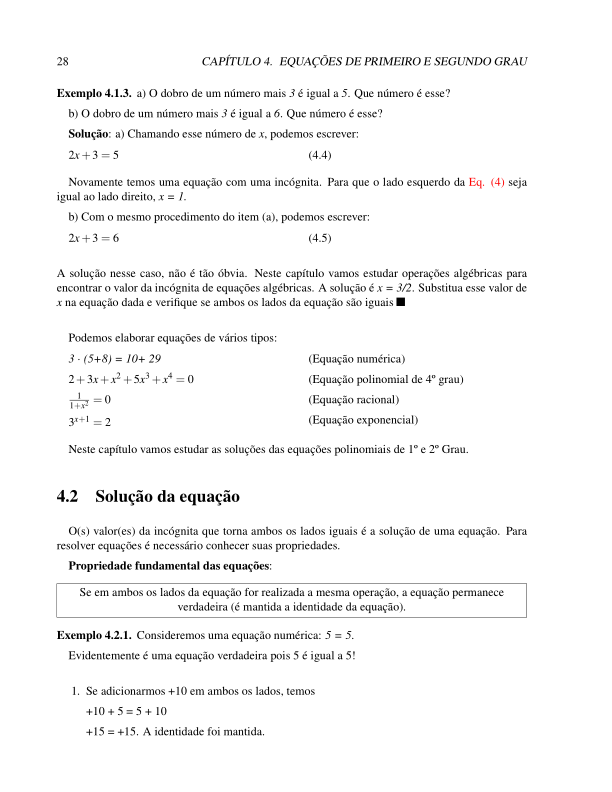 28 CAPÍTULO 4. EQUAÇÕES DE PRIMEIRO E SEGUNDO GRAU
Exemplo 4.1.3. a) O dobro de um número mais 3 é igual a 5. Que número é esse?
b) O dobro de um número mais 3 é igual a 6. Que número é esse?
Solução: a) Chamando esse número de x, podemos escrever:
2x + 3 = 5 (4.4)
Novamente temos uma equação com uma incógnita. Para que o lado esquerdo da Eq. (4) seja
igual ao lado direito, x = 1.
b) Com o mesmo procedimento do item (a), podemos escrever:
2x + 3 = 6 (4.5)
A solução nesse caso, não é tão óbvia. Neste capítulo vamos estudar operações algébricas para
encontrar o valor da incógnita de equações algébricas. A solução é x = 3/2. Substitua esse valor de
x na equação dada e verifique se ambos os lados da equação são iguais ■
Podemos elaborar equações de vários tipos:
3 · (5+8) = 10+ 29 (Equação numérica)
2 + 3x + x² + 5x³ + x⁴ = 0 (Equação polinomial de 4º grau)
1/(1+x²) = 0 (Equação racional)
3ˣ⁺¹ = 2 (Equação exponencial)
Neste capítulo vamos estudar as soluções das equações polinomiais de 1º e 2º Grau.
4.2 Solução da equação
O(s) valor(es) da incógnita que torna ambos os lados iguais é a solução de uma equação. Para
resolver equações é necessário conhecer suas propriedades.
Propriedade fundamental das equações:
Se em ambos os lados da equação for realizada a mesma operação, a equação permanece
verdadeira (é mantida a identidade da equação).
Exemplo 4.2.1. Consideremos uma equação numérica: 5 = 5.
Evidentemente é uma equação verdadeira pois 5 é igual a 5!
1. Se adicionarmos +10 em ambos os lados, temos
+10 + 5 = 5 + 10
+15 = +15. A identidade foi mantida.